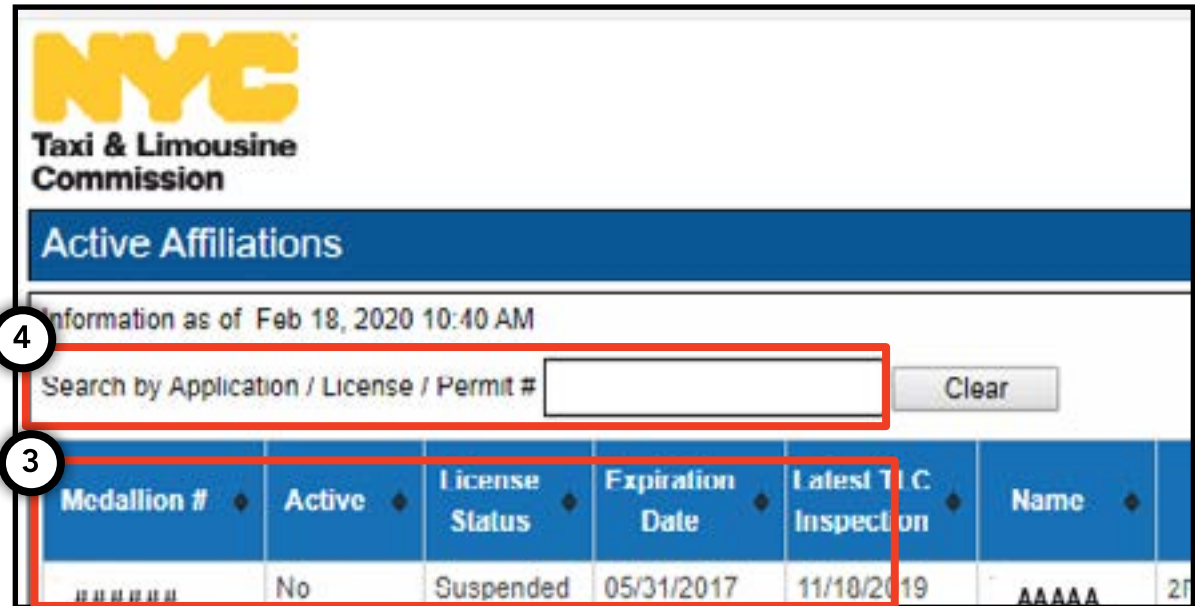 NYC
Taxi & Limousine
Commission
Active Affiliations
Information as of Feb 18, 2020 10:40 AM
4
Search by Application / License / Permit # Clear
3
Medallion # Active License Status Expiration Date Latest TLC Inspection Name
###### No Suspended 05/31/2017 11/18/2019 AAAAA